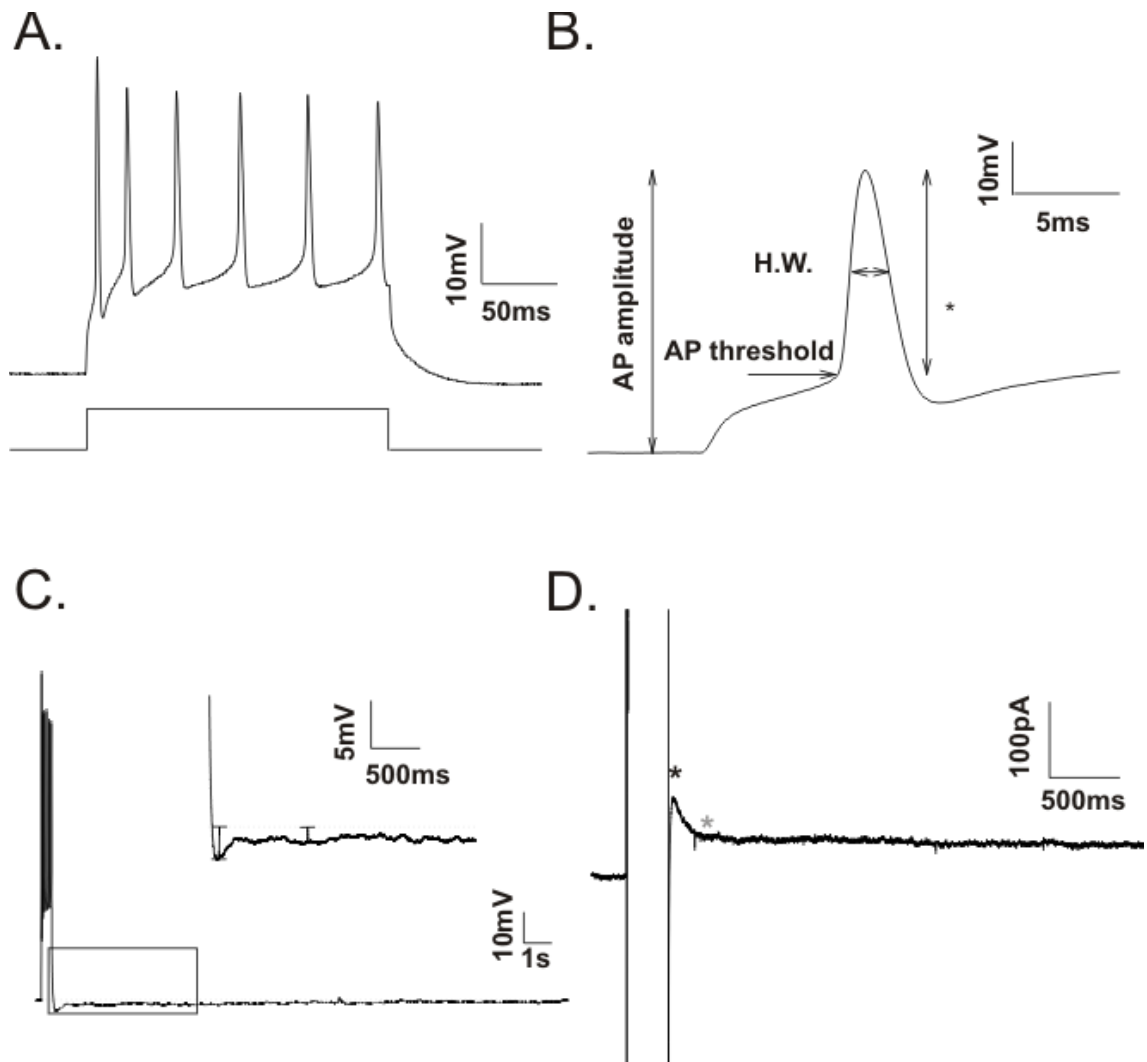 A.
10mV
50ms
B.
AP amplitude
H.W.
AP threshold
*
10mV
5ms
C.
5mV
500ms
10mV
1s
D.
*
*
100pA
500ms